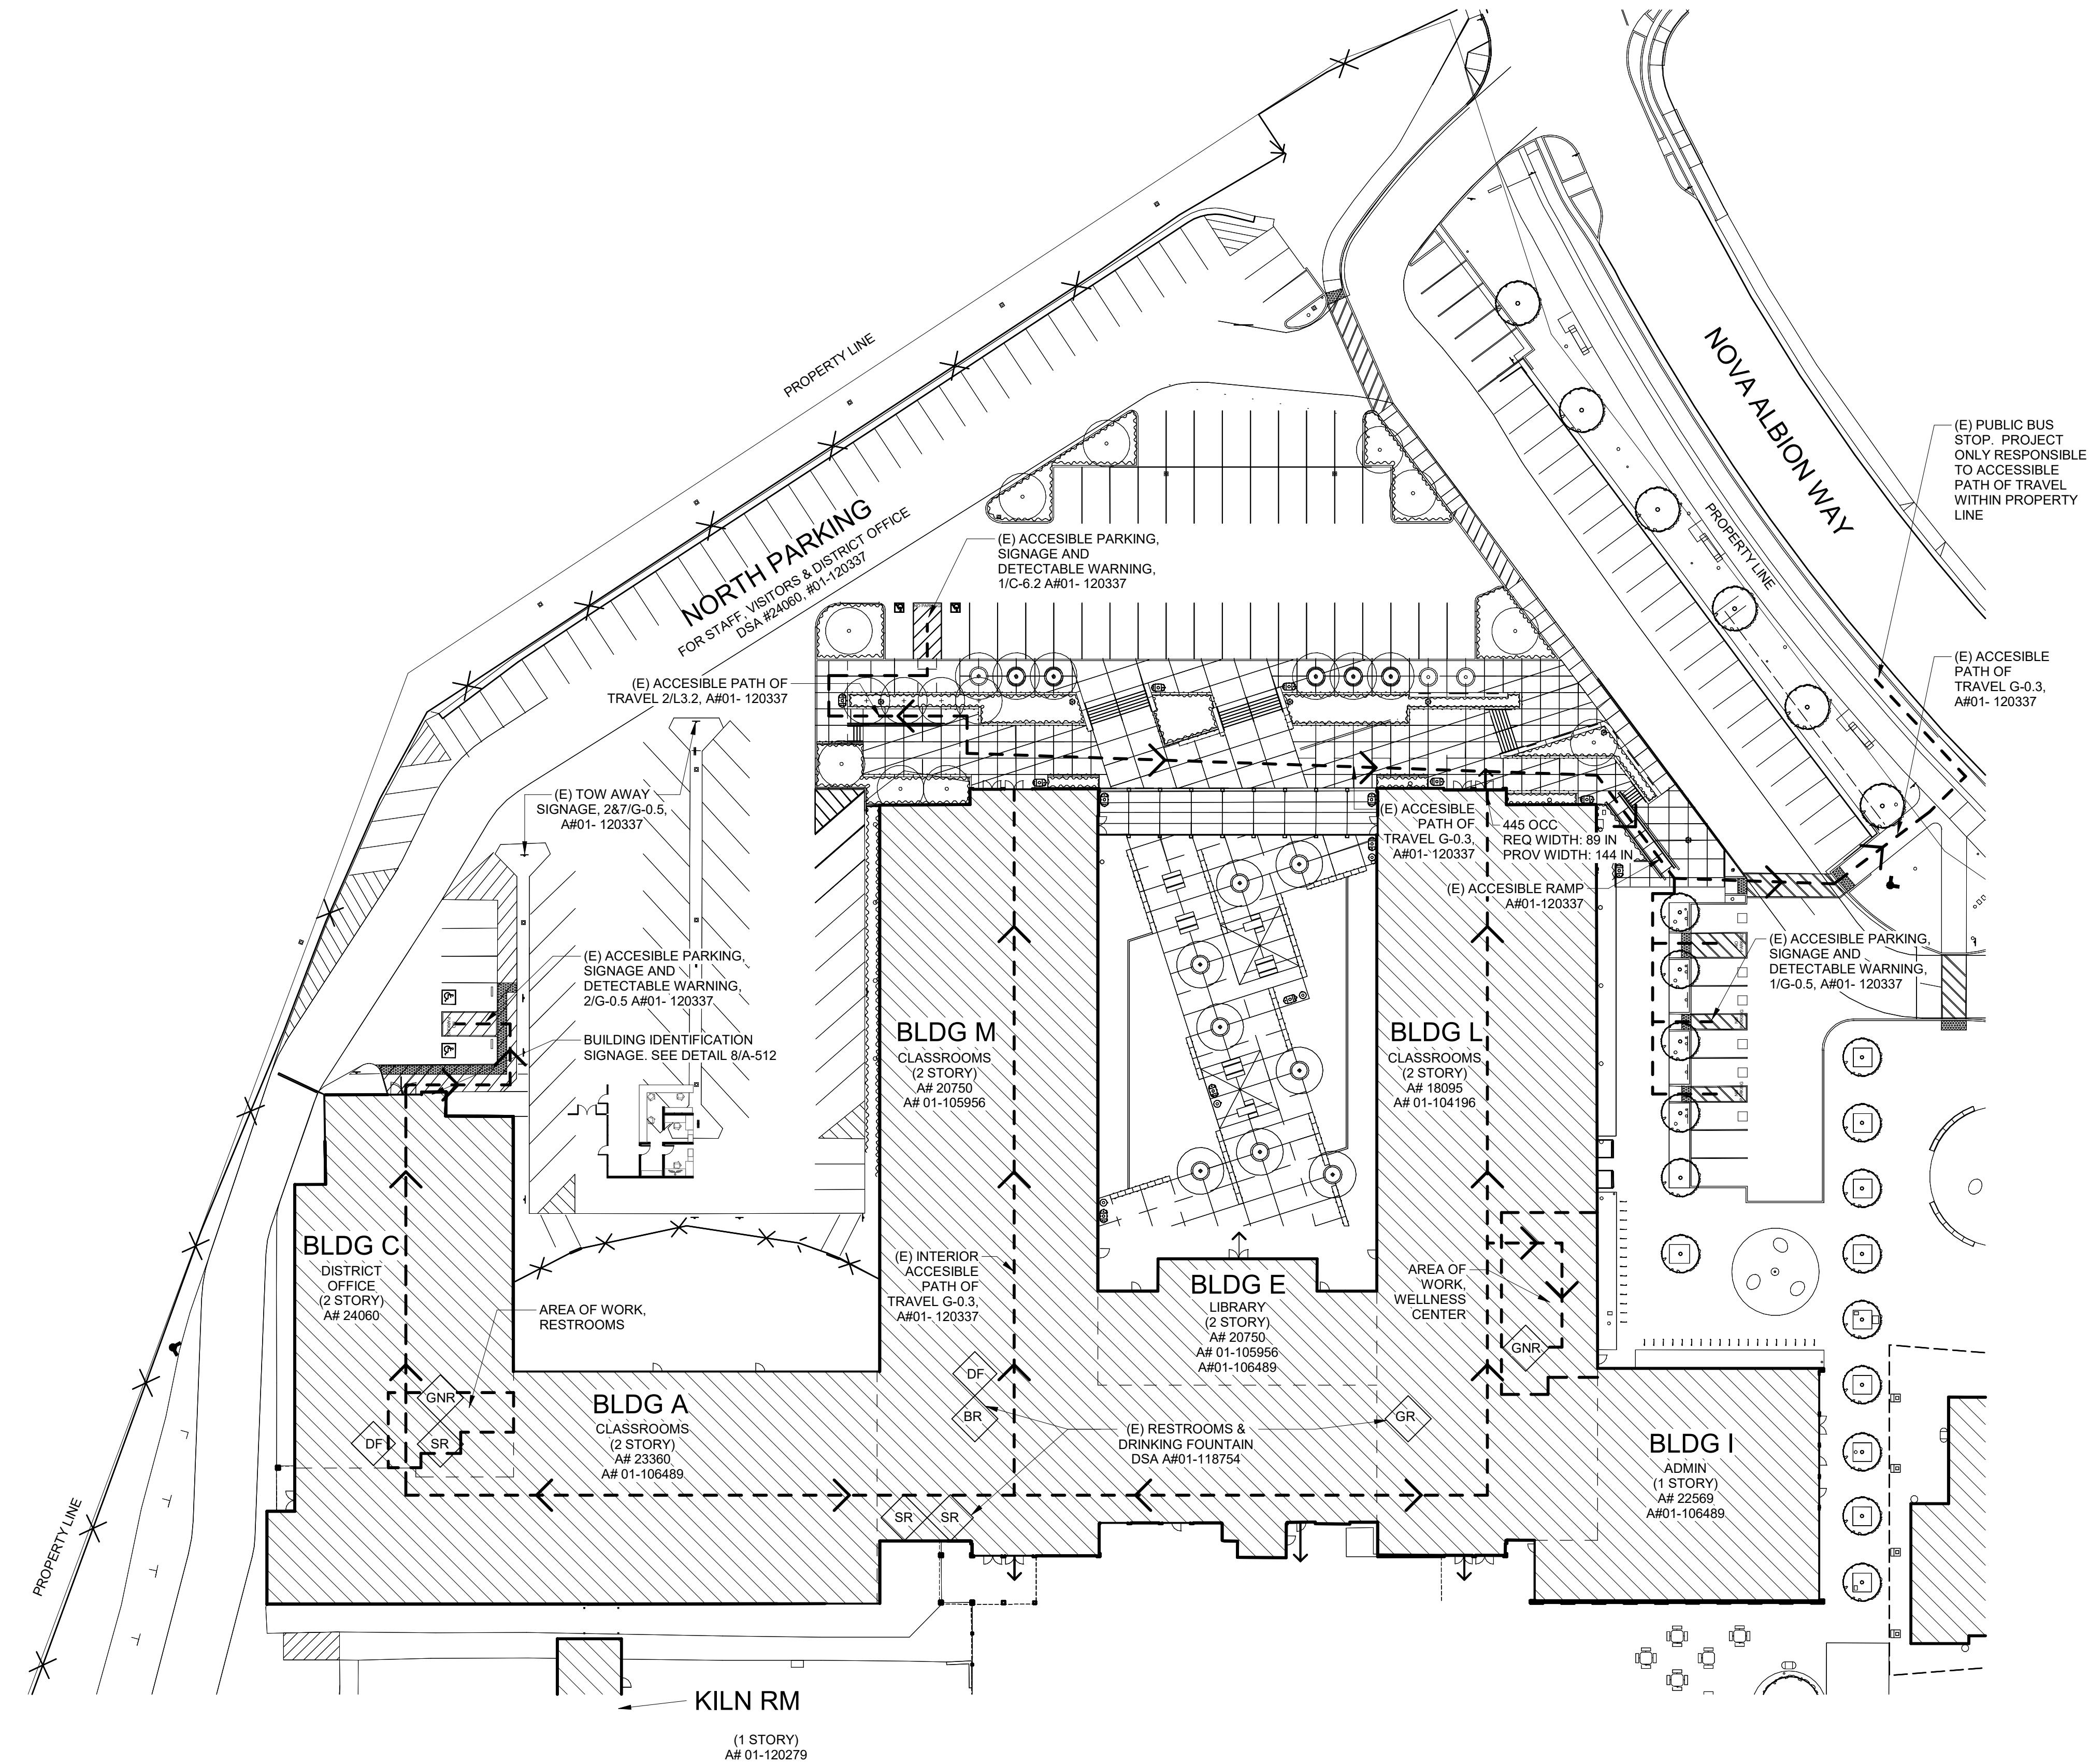 PROPERTY LINE
NOVA ALBION WAY
(E) PUBLIC BUS
STOP. PROJECT
ONLY RESPONSIBLE
TO ACCESSIBLE
PATH OF TRAVEL
WITHIN PROPERTY
LINE
PROPERTY LINE
NORTH PARKING
FOR STAFF, VISITORS & DISTRICT OFFICE
DSA #24060, #01-120337
(E) ACCESIBLE PARKING,
SIGNAGE AND
DETECTABLE WARNING,
1/C-6.2 A#01- 120337
(E) ACCESIBLE PATH OF
TRAVEL 2/L3.2, A#01- 120337
(E) ACCESIBLE
PATH OF
TRAVEL G-0.3,
A#01- 120337
(E) TOW AWAY
SIGNAGE, 2&7/G-0.5,
A#01- 120337
(E) ACCESIBLE
PATH OF
TRAVEL G-0.3,
A#01- 120337
445 OCC
REQ WIDTH: 89 IN
PROV WIDTH: 144 IN
(E) ACCESIBLE RAMP
A#01-120337
(E) ACCESIBLE PARKING,
SIGNAGE AND
DETECTABLE WARNING,
1/G-0.5, A#01- 120337
(E) ACCESIBLE PARKING,
SIGNAGE AND
DETECTABLE WARNING,
2/G-0.5 A#01- 120337
BUILDING IDENTIFICATION
SIGNAGE. SEE DETAIL 8/A-512
BLDG M
CLASSROOMS
(2 STORY)
A# 20750
A# 01-105956
BLDG L
CLASSROOMS
(2 STORY)
A# 18095
A# 01-104196
BLDG C
DISTRICT
OFFICE
(2 STORY)
A# 24060
(E) INTERIOR
ACCESIBLE
PATH OF
TRAVEL G-0.3,
A#01- 120337
BLDG E
LIBRARY
(2 STORY)
A# 20750
A# 01-105956
A#01-106489
AREA OF
WORK,
WELLNESS
CENTER
GNR
AREA OF WORK,
RESTROOMS
GNR
DF
SR
BLDG A
CLASSROOMS
(2 STORY)
A# 23360
A# 01-106489
DF
BR
(E) RESTROOMS &
DRINKING FOUNTAIN
DSA A#01-118754
GR
SR
SR
BLDG I
ADMIN
(1 STORY)
A# 22569
A#01-106489
PROPERTY LINE
KILN RM
(1 STORY)
A# 01-120279